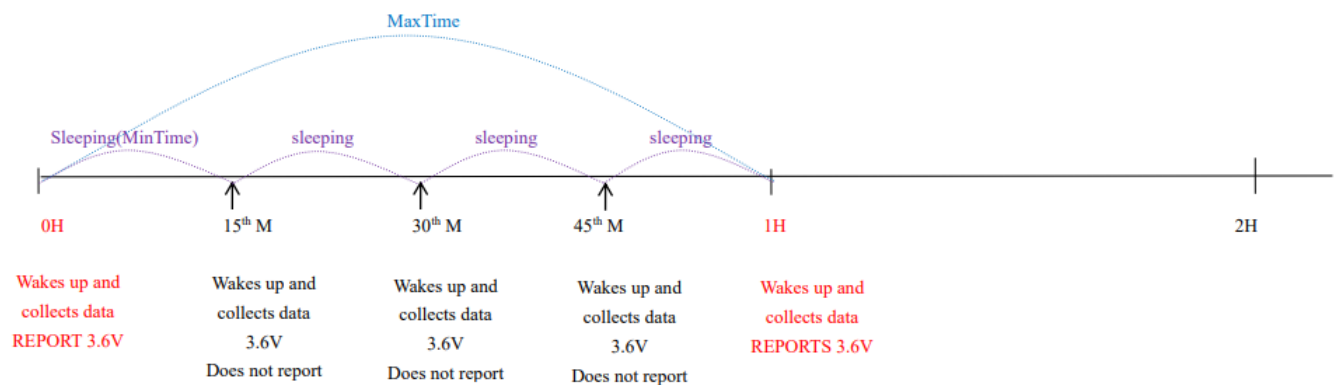 MaxTime
Sleeping(MinTime)
sleeping
sleeping
sleeping
0H
15th M
30th M
45th M
1H
2H
Wakes up and
collects data
REPORT 3.6V
Wakes up and
collects data
3.6V
Does not report
Wakes up and
collects data
3.6V
Does not report
Wakes up and
collects data
3.6V
Does not report
Wakes up and
collects data
REPORTS 3.6V